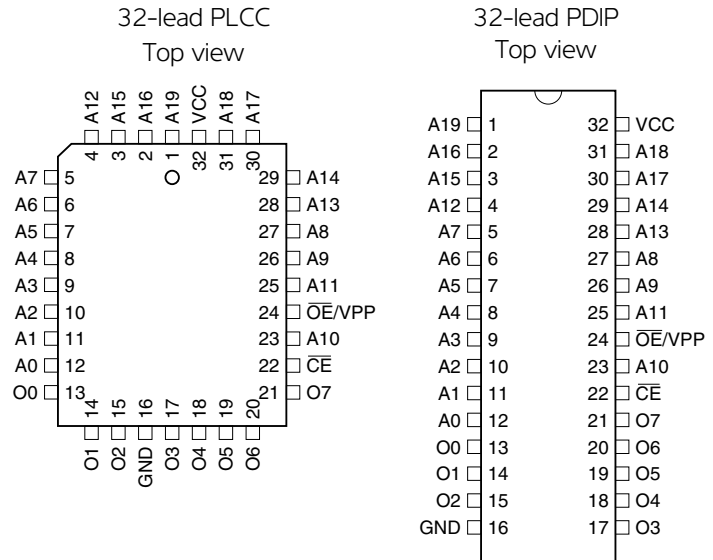 32-lead PLCC
Top view
A12 A15 A16 A19 VCC A18 A17
4 3 2 1 32 31 30
A7 5 29 A14
A6 6 28 A13
A5 7 27 A8
A4 8 26 A9
A3 9 25 A11
A2 10 24 O̅E̅/VPP
A1 11 23 A10
A0 12 22 C̅E̅
O0 13 21 O7
14 15 16 17 18 19 20
O1 O2 GND O3 O4 O5 O6
32-lead PDIP
Top view
A19 1 32 VCC
A16 2 31 A18
A15 3 30 A17
A12 4 29 A14
A7 5 28 A13
A6 6 27 A8
A5 7 26 A9
A4 8 25 A11
A3 9 24 O̅E̅/VPP
A2 10 23 A10
A1 11 22 C̅E̅
A0 12 21 O7
O0 13 20 O6
O1 14 19 O5
O2 15 18 O4
GND 16 17 O3